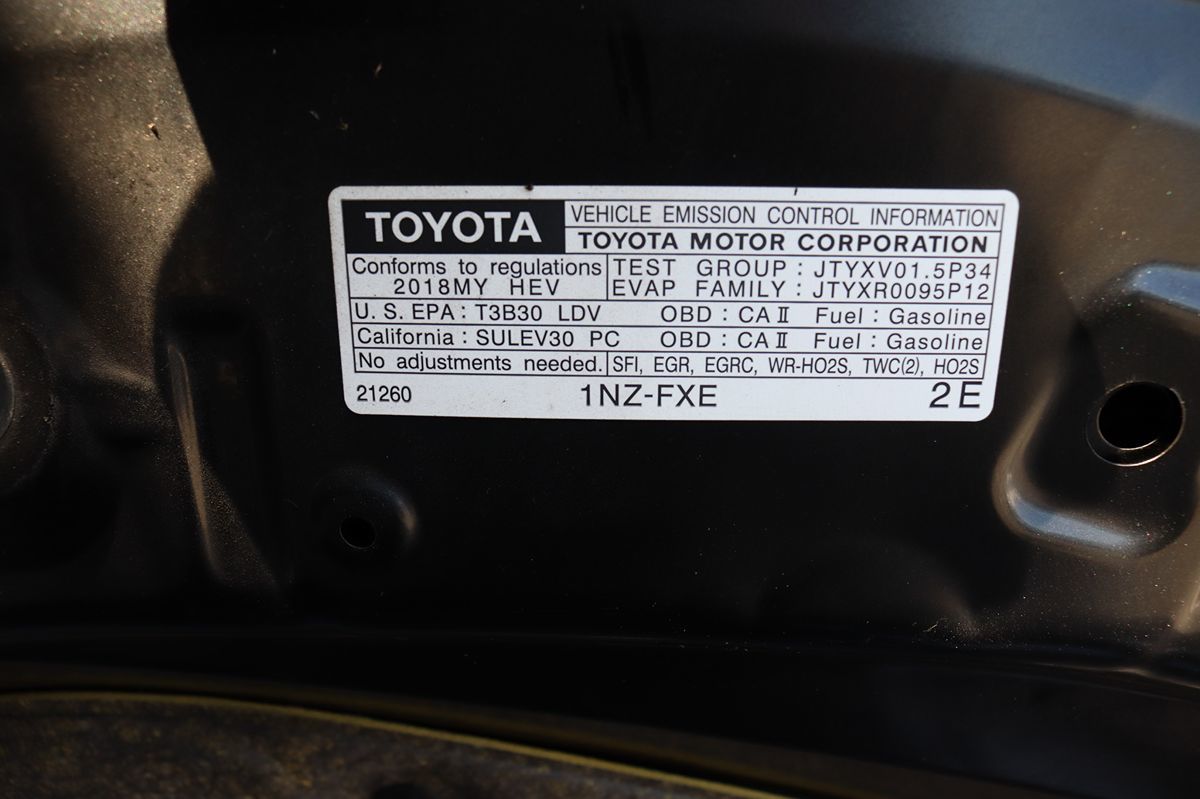 TOYOTA
VEHICLE EMISSION CONTROL INFORMATION
TOYOTA MOTOR CORPORATION
Conforms to regulations
2018MY HEV
TEST GROUP : JTYXV01.5P34
EVAP FAMILY : JTYXR0095P12
U. S. EPA : T3B30 LDV OBD : CA II Fuel : Gasoline
California : SULEV30 PC OBD : CA II Fuel : Gasoline
No adjustments needed. SFI, EGR, EGRC, WR-HO2S, TWC(2), HO2S
21260 1NZ-FXE 2E